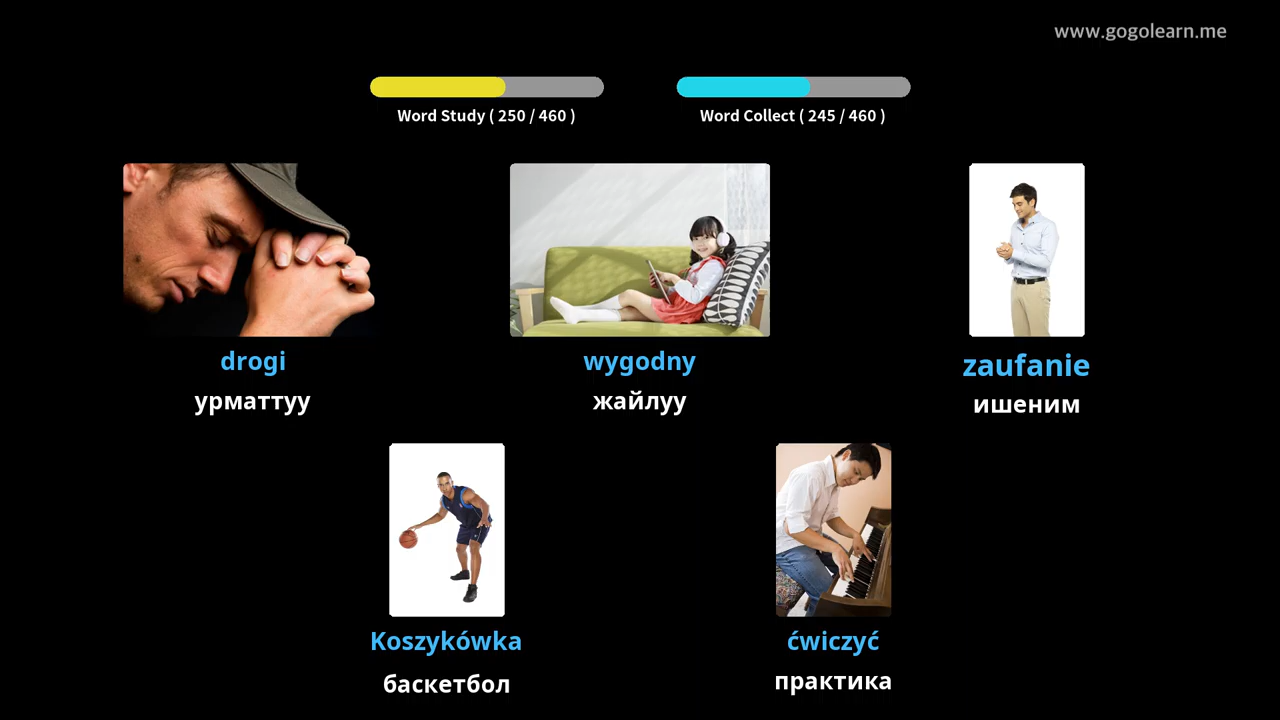 www.gogolearn.me
Word Study ( 250 / 460 )
Word Collect ( 245 / 460 )
drogi
урматтуу
wygodny
жайлуу
zaufanie
ишеним
Koszykówka
баскетбол
ćwiczyć
практика